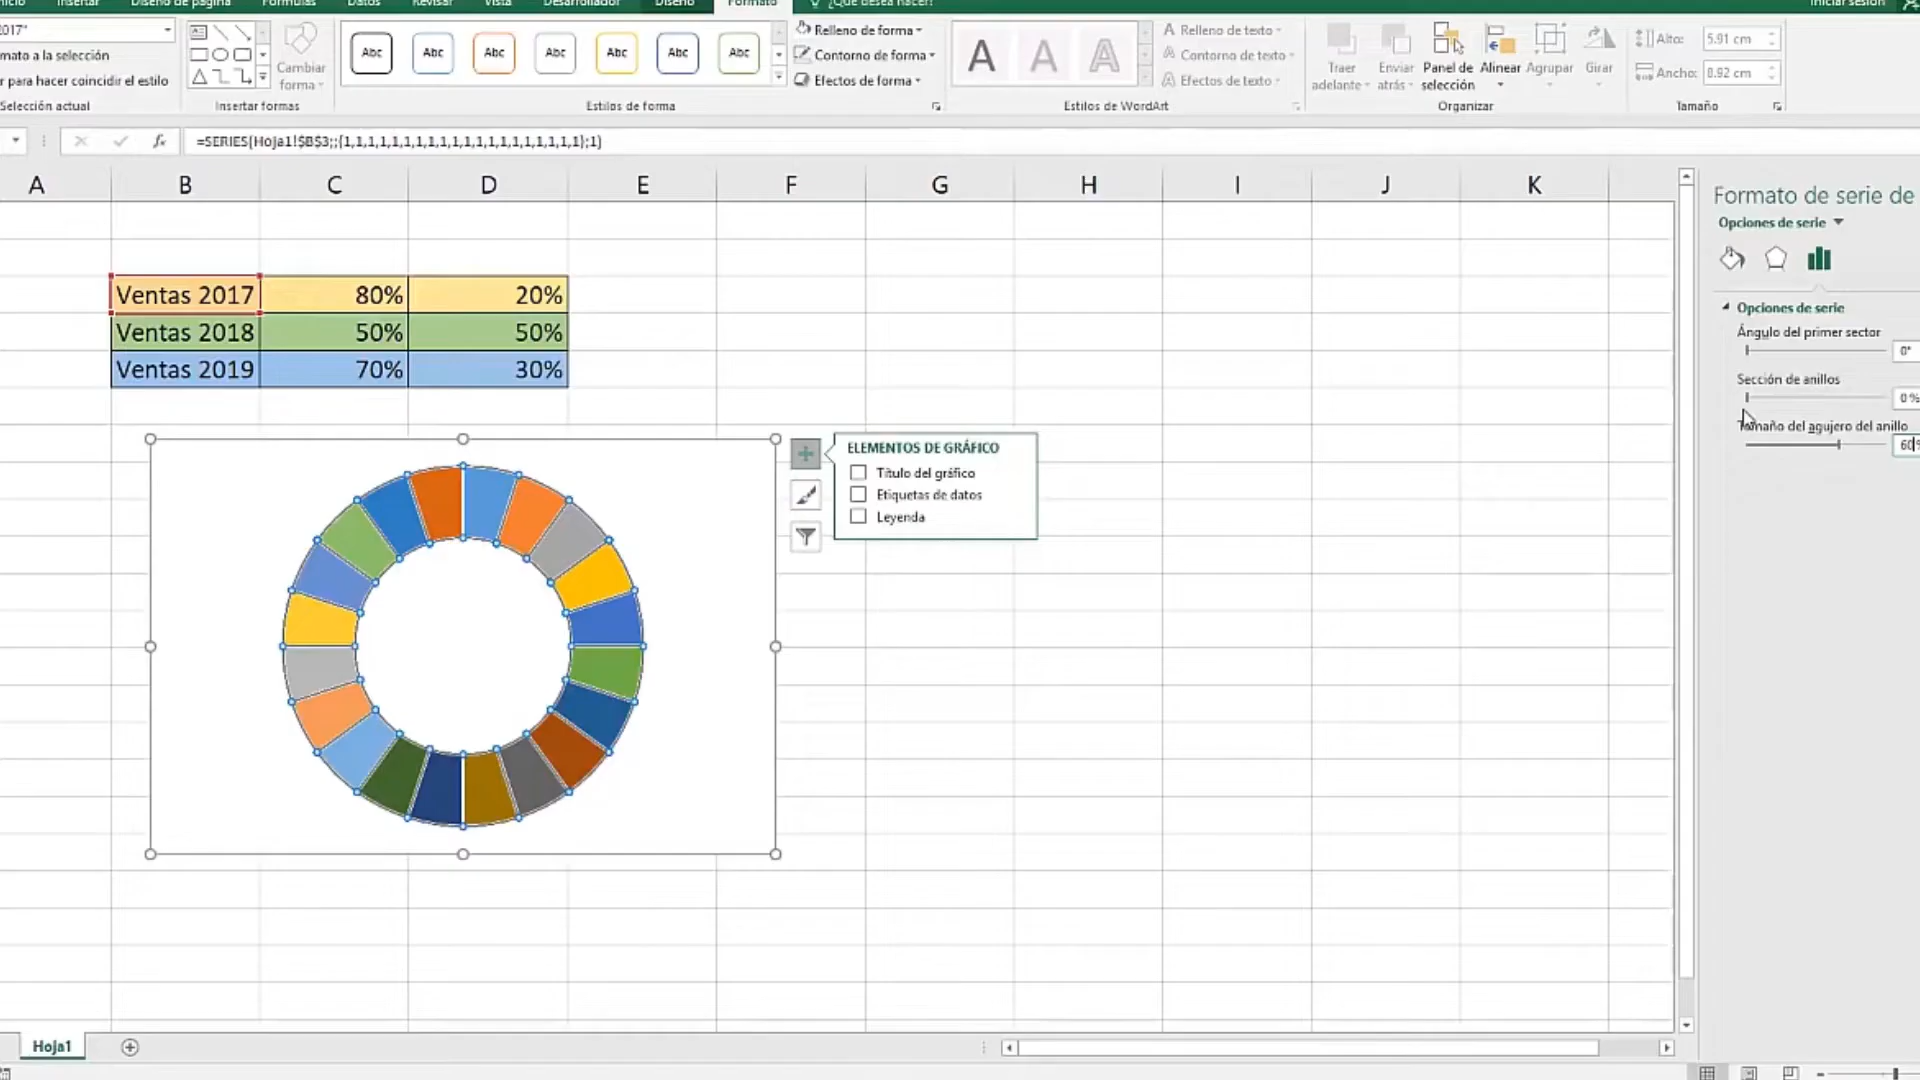 Insertar Diseño de página Fórmulas Datos Revisar Vista Desarrollador Diseño Formato ¿Qué desea hacer? Iniciar sesión
2017"
mato a la selección
r para hacer coincidir el estilo
Selección actual
Cambiar
forma
Insertar formas
Abc Abc Abc Abc Abc Abc Abc
Estilos de forma
Relleno de forma
Contorno de forma
Efectos de forma
A A A
Estilos de WordArt
Relleno de texto
Contorno de texto
Efectos de texto
Traer
adelante
Enviar
atrás
Panel de
selección
Alinear
Agrupar
Girar
Organizar
Alto: 5.91 cm
Ancho: 8.92 cm
Tamaño
fx =SERIES(Hoja1!$B$3;;{1,1,1,1,1,1,1,1,1,1,1,1,1,1,1,1,1,1,1,1};1)
A B C D E F G H I J K
Ventas 2017 80% 20%
Ventas 2018 50% 50%
Ventas 2019 70% 30%
ELEMENTOS DE GRÁFICO
Título del gráfico
Etiquetas de datos
Leyenda
Formato de serie de
Opciones de serie
Opciones de serie
Ángulo del primer sector
0°
Sección de anillos
0 %
Tamaño del agujero del anillo
60%
Hoja1